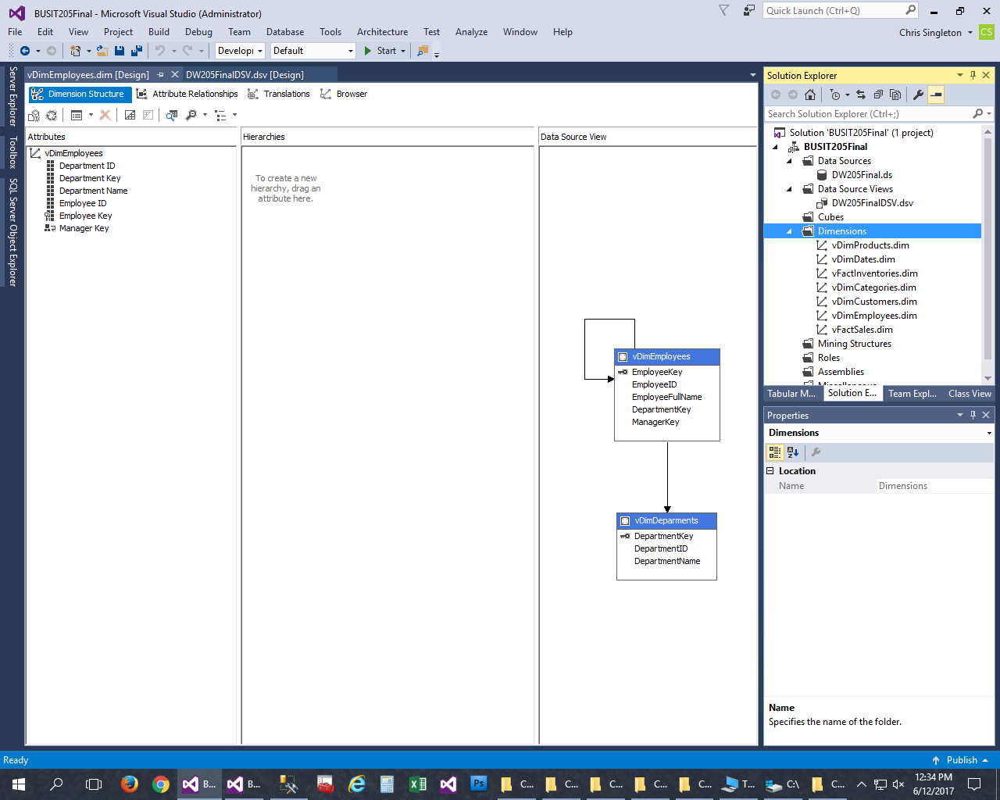 BUSIT205Final - Microsoft Visual Studio (Administrator)
Quick Launch (Ctrl+Q)
File Edit View Project Build Debug Team Database Tools Architecture Test Analyze Window Help
Chris Singleton
CS
Develop Default Start
vDimEmployees.dim [Design]
DW205FinalDSV.dsv [Design]
Dimension Structure
Attribute Relationships
Translations
Browser
Server Explorer
Toolbox
SQL Server Object Explorer
Attributes
vDimEmployees
Department ID
Department Key
Department Name
Employee ID
Employee Key
Manager Key
Hierarchies
To create a new
hierarchy, drag an
attribute here.
Data Source View
vDimEmployees
EmployeeKey
EmployeeID
EmployeeFullName
DepartmentKey
ManagerKey
vDimDeparments
DepartmentKey
DepartmentID
DepartmentName
Solution Explorer
Search Solution Explorer (Ctrl+;)
Solution 'BUSIT205Final' (1 project)
BUSIT205Final
Data Sources
DW205Final.ds
Data Source Views
DW205FinalDSV.dsv
Cubes
Dimensions
vDimProducts.dim
vDimDates.dim
vFactInventories.dim
vDimCategories.dim
vDimCustomers.dim
vDimEmployees.dim
vFactSales.dim
Mining Structures
Roles
Assemblies
Tabular M... Solution E... Team Expl... Class View
Properties
Dimensions
A
Z
Location
Name Dimensions
Name
Specifies the name of the folder.
Ready
Publish
B... B... Ps C... C... C... C... C... T... C:\ C...
12:34 PM
6/12/2017